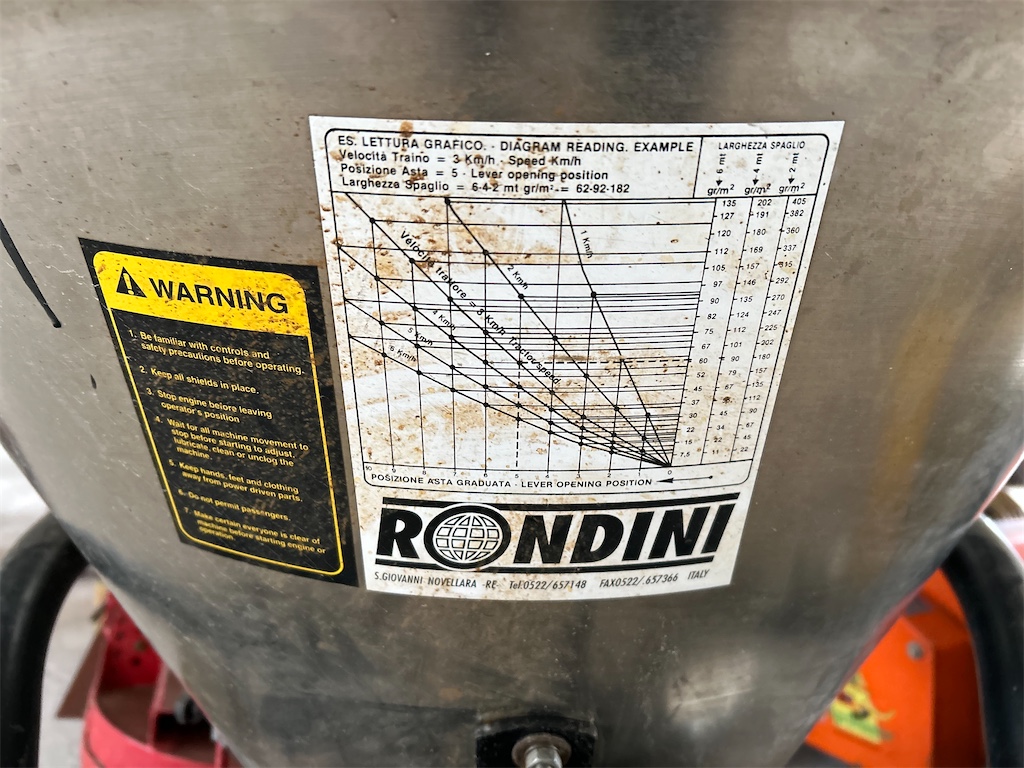 ES. LETTURA GRAFICO. - DIAGRAM READING. EXAMPLE
Velocità Traino = 3 Km/h - Speed Km/h
Posizione Asta = 5 - Lever opening position
Larghezza Spaglio = 6-4-2 mt gr/m² = 62-92-182
LARGHEZZA SPAGLIO
6 m 4 m 2 m
gr/m² gr/m² gr/m²
135 202 405
127 191 382
120 180 360
112 169 337
105 157 315
97 146 292
90 135 270
82 124 247
75 112 225
67 101 202
60 90 180
52 79 157
45 67 135
37 56 112
30 45 90
22 34 67
15 22 45
7,5 11 22
1 Km/h
2 Km/h
Velocità trattore = 3 Km/h Tractor speed
4 Km/h
5 Km/h
6 Km/h
10 9 8 7 6 5 4 3 2 1 0
POSIZIONE ASTA GRADUATA - LEVER OPENING POSITION
RONDINI
S.GIOVANNI NOVELLARA RE Tel.0522/657148 FAX0522/.657366 ITALY
WARNING
1. Be familiar with controls and
safety precautions before operating.
2. Keep all shields in place.
3. Stop engine before leaving
operator's position
4. Wait for all machine movement to
stop before starting to adjust,
lubricate, clean or unclog the
machine.
5. Keep hands, feet and clothing
away from power driven parts.
6. Do not permit passengers.
7. Make certain everyone is clear of
machine before starting engine or
operation.